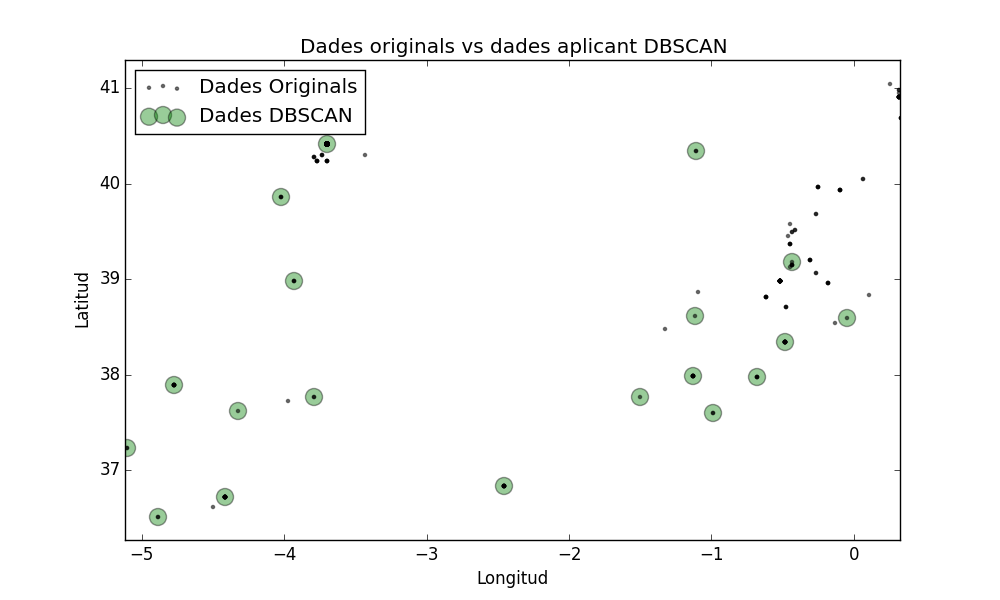 Dades originals vs dades aplicant DBSCAN
Dades Originals
Dades DBSCAN
41
40
39
38
37
Latitud
−5 −4 −3 −2 −1 0
Longitud